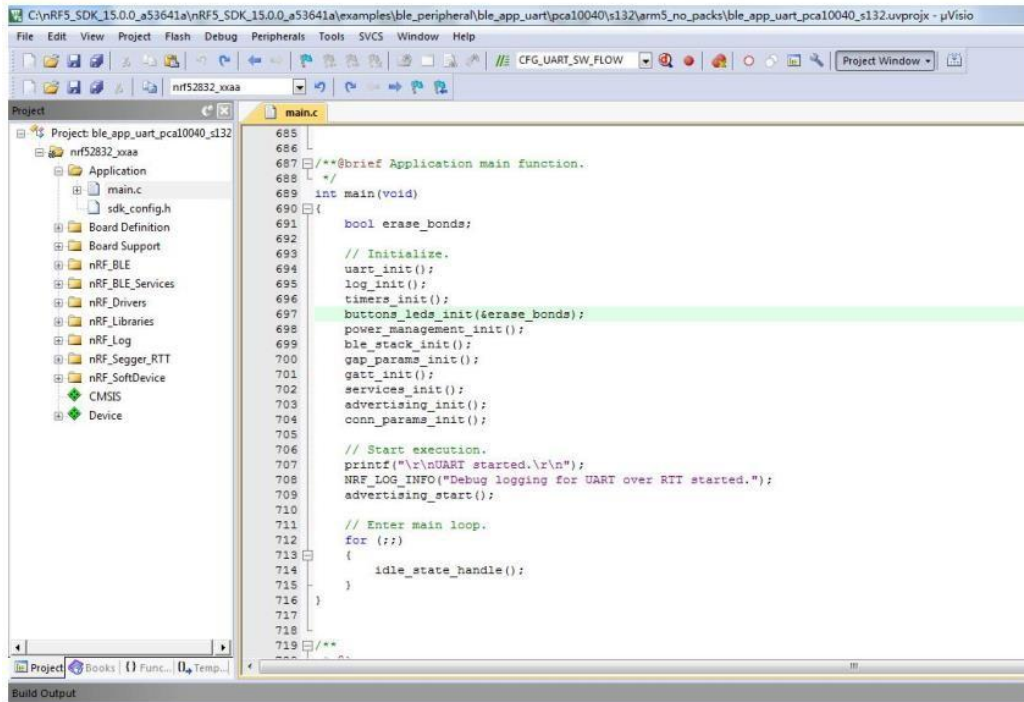 C:\nRF5_SDK_15.0.0_a53641a\nRF5_SDK_15.0.0_a53641a\examples\ble_peripheral\ble_app_uart\pca10040\s132\arm5_no_packs\ble_app_uart_pca10040_s132.uvprojx - µVisio
File Edit View Project Flash Debug Peripherals Tools SVCS Window Help
CFG_UART_SW_FLOW Project Window
nrf52832_xxaa
Project
main.c
Project: ble_app_uart_pca10040_s132
nrf52832_xxaa
Application
main.c
sdk_config.h
Board Definition
Board Support
nRF_BLE
nRF_BLE_Services
nRF_Drivers
nRF_Libraries
nRF_Log
nRF_Segger_RTT
nRF_SoftDevice
CMSIS
Device
685
686
687 /**@brief Application main function.
688 */
689 int main(void)
690 {
691 bool erase_bonds;
692
693 // Initialize.
694 uart_init();
695 log_init();
696 timers_init();
697 buttons_leds_init(&erase_bonds);
698 power_management_init();
699 ble_stack_init();
700 gap_params_init();
701 gatt_init();
702 services_init();
703 advertising_init();
704 conn_params_init();
705
706 // Start execution.
707 printf("\r\nUART started.\r\n");
708 NRF_LOG_INFO("Debug logging for UART over RTT started.");
709 advertising_start();
710
711 // Enter main loop.
712 for (;;)
713 {
714 idle_state_handle();
715 }
716 }
717
718
719 /**
Project Books {} Func... 0 Temp...
Build Output